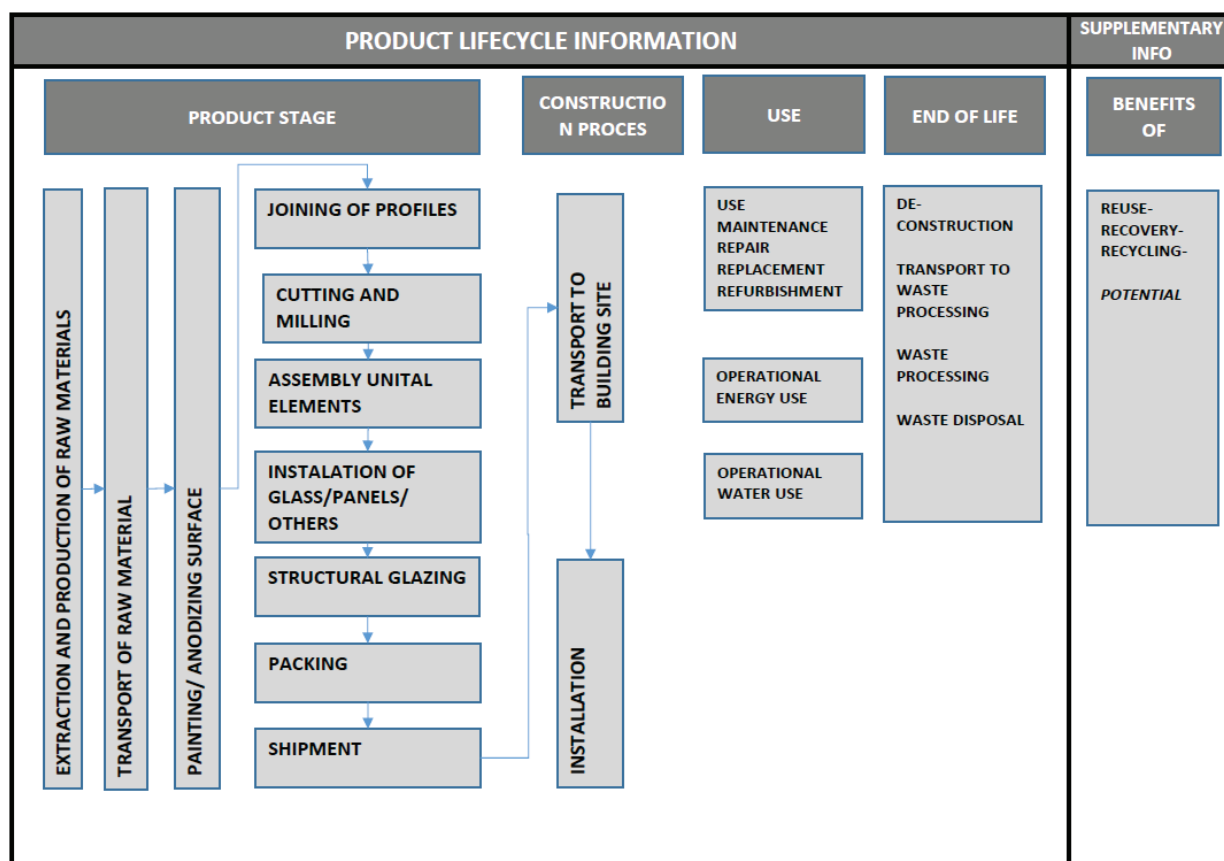 PRODUCT LIFECYCLE INFORMATION
SUPPLEMENTARY
INFO
PRODUCT STAGE
CONSTRUCTIO
N PROCES
USE
END OF LIFE
BENEFITS
OF
EXTRACTION AND PRODUCTION OF RAW MATERIALS
TRANSPORT OF RAW MATERIAL
PAINTING/ ANODIZING SURFACE
JOINING OF PROFILES
CUTTING AND
MILLING
ASSEMBLY UNITAL
ELEMENTS
INSTALATION OF
GLASS/PANELS/
OTHERS
STRUCTURAL GLAZING
PACKING
SHIPMENT
TRANSPORT TO
BUILDING SITE
INSTALLATION
USE
MAINTENANCE
REPAIR
REPLACEMENT
REFURBISHMENT
OPERATIONAL
ENERGY USE
OPERATIONAL
WATER USE
DE-
CONSTRUCTION
TRANSPORT TO
WASTE
PROCESSING
WASTE
PROCESSING
WASTE DISPOSAL
REUSE-
RECOVERY-
RECYCLING-
POTENTIAL